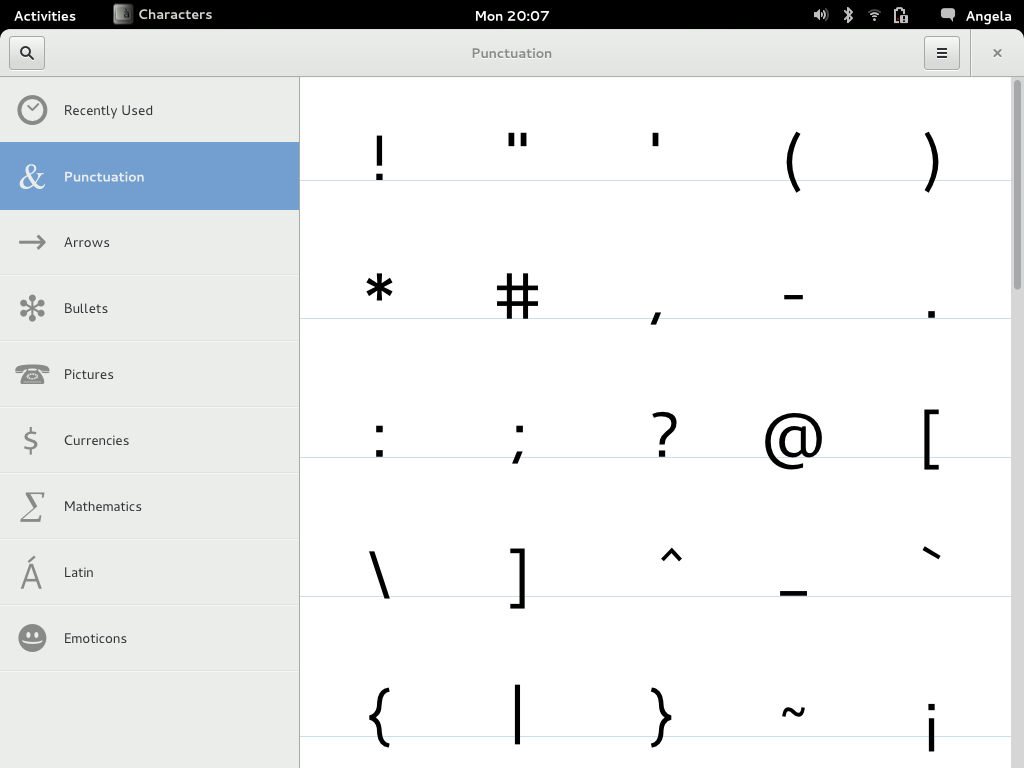 Activities Characters Mon 20:07 Angela
Punctuation
Recently Used
& Punctuation
→ Arrows
Bullets
Pictures
$ Currencies
Σ Mathematics
Á Latin
Emoticons
! " ' ( )
* # , - .
: ; ? @ [
\ ] ^ _ `
{ | } ~ ¡